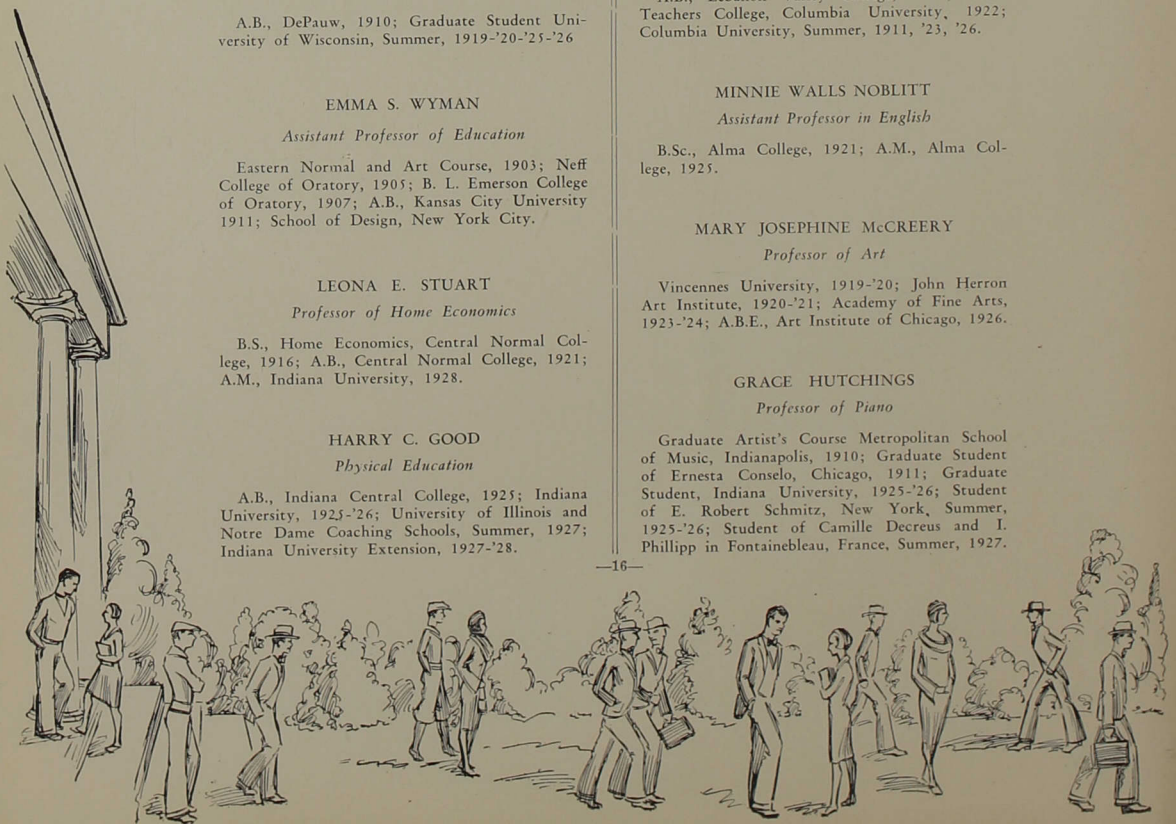 A.B., DePauw, 1910; Graduate Student Uni-
versity of Wisconsin, Summer, 1919-'20-'25-'26
EMMA S. WYMAN
Assistant Professor of Education
Eastern Normal and Art Course, 1903; Neff
College of Oratory, 1905; B. L. Emerson College
of Oratory, 1907; A.B., Kansas City University
1911; School of Design, New York City.
LEONA E. STUART
Professor of Home Economics
B.S., Home Economics, Central Normal Col-
lege, 1916; A.B., Central Normal College, 1921;
A.M., Indiana University, 1928.
HARRY C. GOOD
Physical Education
A.B., Indiana Central College, 1925; Indiana
University, 1925-'26; University of Illinois and
Notre Dame Coaching Schools, Summer, 1927;
Indiana University Extension, 1927-'28.
Teachers College, Columbia University, 1922;
Columbia University, Summer, 1911, '23, '26.
MINNIE WALLS NOBLITT
Assistant Professor in English
B.Sc., Alma College, 1921; A.M., Alma Col-
lege, 1925.
MARY JOSEPHINE McCREERY
Professor of Art
Vincennes University, 1919-'20; John Herron
Art Institute, 1920-'21; Academy of Fine Arts,
1923-'24; A.B.E., Art Institute of Chicago, 1926.
GRACE HUTCHINGS
Professor of Piano
Graduate Artist's Course Metropolitan School
of Music, Indianapolis, 1910; Graduate Student
of Ernesta Conselo, Chicago, 1911; Graduate
Student, Indiana University, 1925-'26; Student
of E. Robert Schmitz, New York, Summer,
1925-'26; Student of Camille Decreus and I.
Phillipp in Fontainebleau, France, Summer, 1927.
—16—